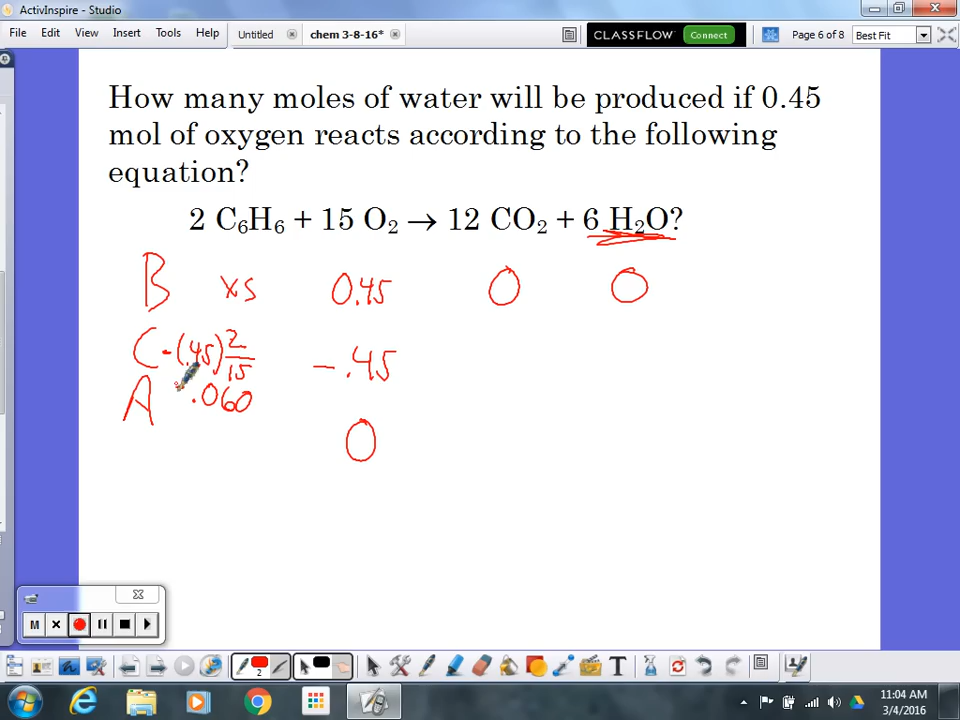 ActivInspire - Studio
File Edit View Insert Tools Help Untitled chem 3-8-16* CLASSFLOW Connect Page 6 of 8 Best Fit
How many moles of water will be produced if 0.45
mol of oxygen reacts according to the following
equation?
2 C₆H₆ + 15 O₂ → 12 CO₂ + 6 H₂O?
B xs 0.45 0 0
C -(.45) 2/15 - .45
A .060
0
M
2
T
11:04 AM
3/4/2016